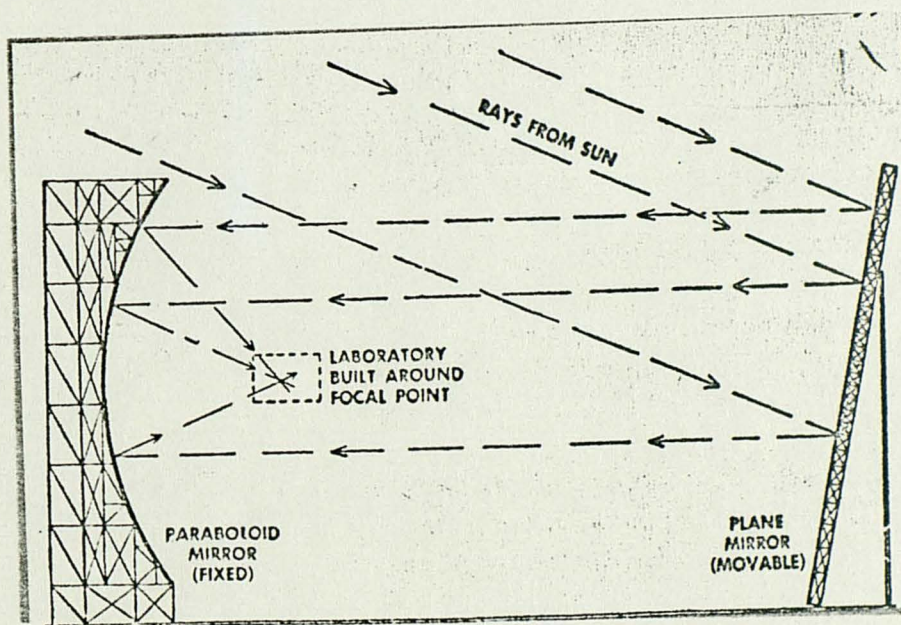 RAYS FROM SUN
LABORATORY
BUILT AROUND
FOCAL POINT
PARABOLOID
MIRROR
(FIXED)
PLANE
MIRROR
(MOVABLE)